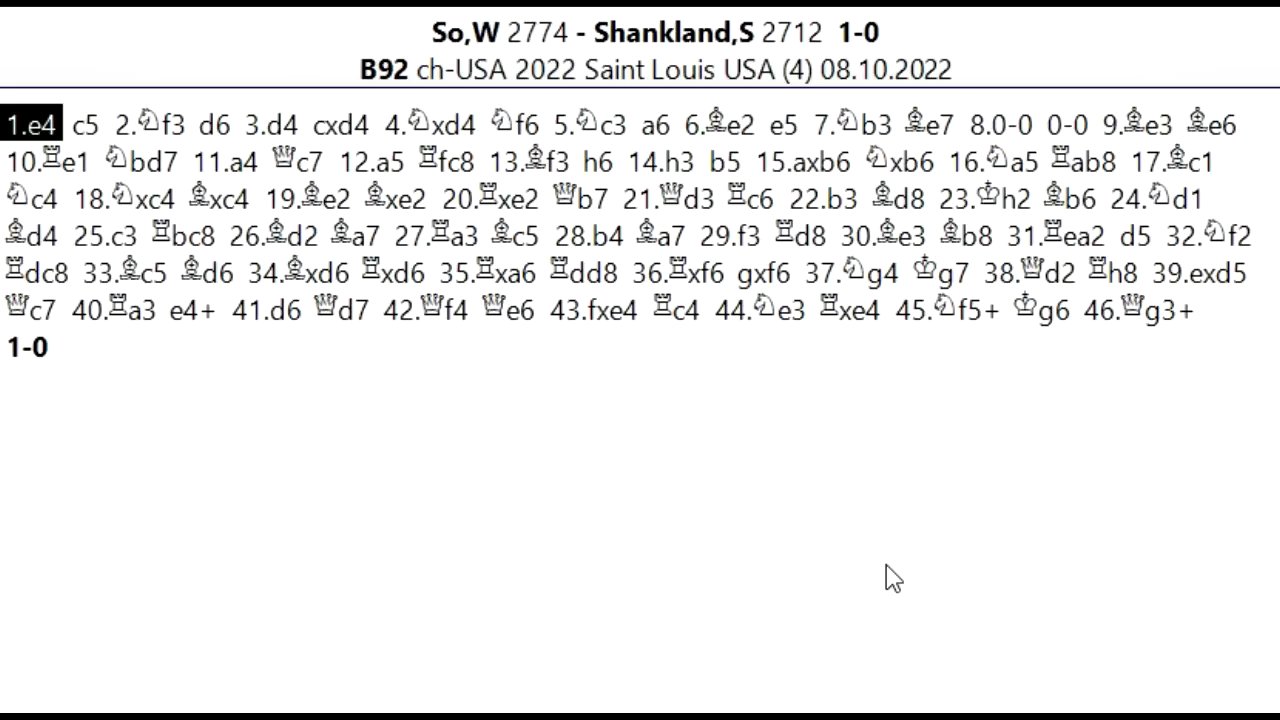 So,W 2774 - Shankland,S 2712 1-0
B92 ch-USA 2022 Saint Louis USA (4) 08.10.2022
1.e4 c5 2.♘f3 d6 3.d4 cxd4 4.♘xd4 ♘f6 5.♘c3 a6 6.♗e2 e5 7.♘b3 ♗e7 8.0-0 0-0 9.♗e3 ♗e6
10.♖e1 ♘bd7 11.a4 ♕c7 12.a5 ♖fc8 13.♗f3 h6 14.h3 b5 15.axb6 ♘xb6 16.♘a5 ♖ab8 17.♗c1
♘c4 18.♘xc4 ♗xc4 19.♗e2 ♗xe2 20.♖xe2 ♕b7 21.♕d3 ♖c6 22.b3 ♗d8 23.♔h2 ♗b6 24.♘d1
♗d4 25.c3 ♖bc8 26.♗d2 ♗a7 27.♖a3 ♗c5 28.b4 ♗a7 29.f3 ♖d8 30.♗e3 ♗b8 31.♖ea2 d5 32.♘f2
♖dc8 33.♗c5 ♗d6 34.♗xd6 ♖xd6 35.♖xa6 ♖dd8 36.♖xf6 gxf6 37.♘g4 ♔g7 38.♕d2 ♖h8 39.exd5
♕c7 40.♖a3 e4+ 41.d6 ♕d7 42.♕f4 ♕e6 43.fxe4 ♖c4 44.♘e3 ♖xe4 45.♘f5+ ♔g6 46.♕g3+
1-0